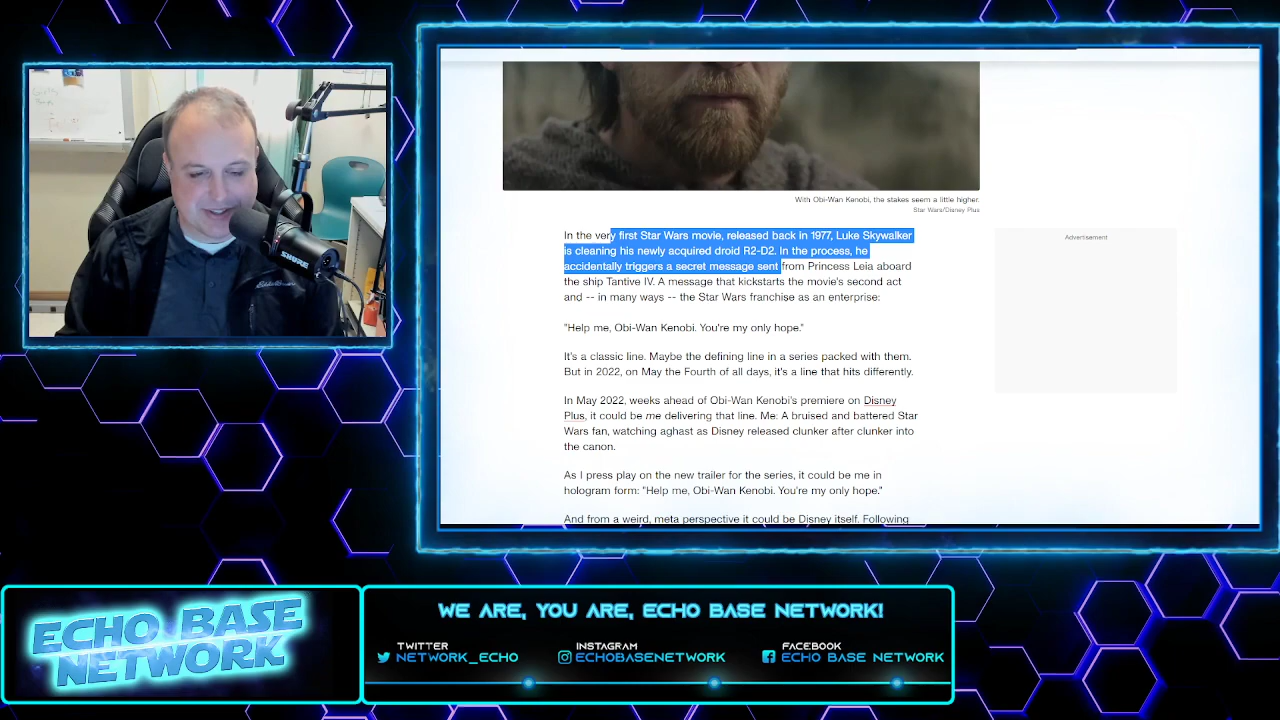 With Obi-Wan Kenobi, the stakes seem a little higher.
Star Wars/Disney Plus
In the very first Star Wars movie, released back in 1977, Luke Skywalker
is cleaning his newly acquired droid R2-D2. In the process, he
accidentally triggers a secret message sent from Princess Leia aboard
the ship Tantive IV. A message that kickstarts the movie's second act
and -- in many ways -- the Star Wars franchise as an enterprise:
"Help me, Obi-Wan Kenobi. You're my only hope."
It's a classic line. Maybe the defining line in a series packed with them.
But in 2022, on May the Fourth of all days, it's a line that hits differently.
In May 2022, weeks ahead of Obi-Wan Kenobi's premiere on Disney
Plus, it could be me delivering that line. Me: A bruised and battered Star
Wars fan, watching aghast as Disney released clunker after clunker into
the canon.
As I press play on the new trailer for the series, it could be me in
hologram form: "Help me, Obi-Wan Kenobi. You're my only hope."
And from a weird, meta perspective it could be Disney itself. Following
Advertisement
SHURE
Eddie Bauer
ECHO BASE
NETWORK
WE ARE, YOU ARE, ECHO BASE NETWORK!
TWITTER
NETWORK_ECHO
INSTAGRAM
ECHOBASENETWORK
FACEBOOK
ECHO BASE NETWORK